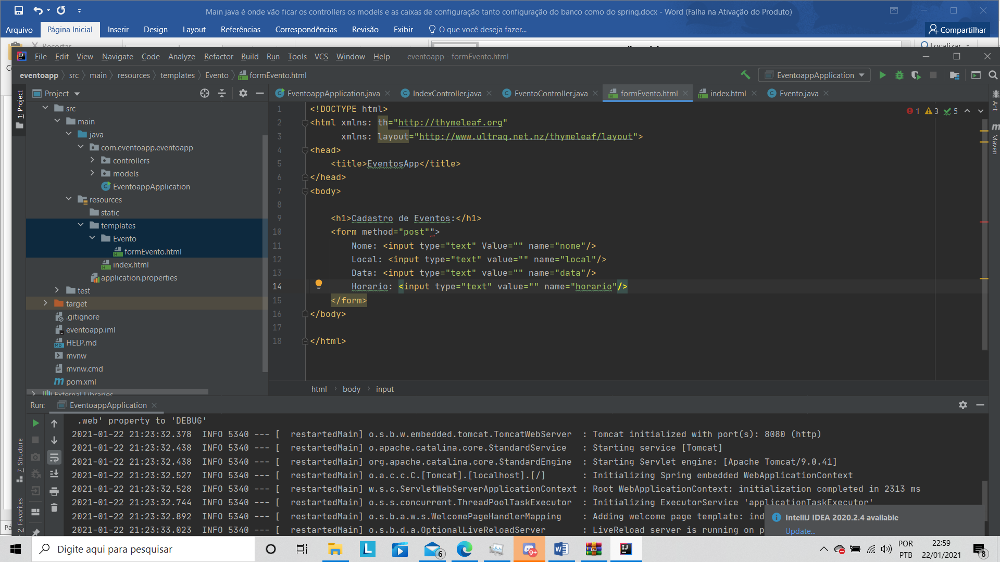 Main java é onde vão ficar os controllers os models e as caixas de configuração tanto configuração do banco como do spring.docx - Word (Falha na Ativação do Produto)
Arquivo Página Inicial Inserir Design Layout Referências Correspondências Revisão Exibir O que você deseja fazer... Compartilhar
Recortar Localizar
File Edit View Navigate Code Analyze Refactor Build Run Tools VCS Window Help eventoapp - formEvento.html
eventoapp src main resources templates Evento formEvento.html EventoappApplication
Project EventoappApplication.java IndexController.java EventoController.java formEvento.html index.html Evento.java
1: Project
7: Structure
2: Favorites
Ant
Maven
src
main
java
com.eventoapp.eventoapp
controllers
models
EventoappApplication
resources
static
templates
Evento
formEvento.html
index.html
application.properties
test
target
.gitignore
eventoapp.iml
HELP.md
mvnw
mvnw.cmd
pom.xml
External Libraries
1 3 5
1 <!DOCTYPE html>
2 <html xmlns: th="http://thymeleaf.org"
3 xmlns: layout="http://www.ultraq.net.nz/thymeleaf/layout">
4 <head>
5 <title>EventosApp</title>
6 </head>
7 <body>
8
9 <h1>Cadastro de Eventos:</h1>
10 <form method="post"">
11 Nome: <input type="text" Value="" name="nome"/>
12 Local: <input type="text" value="" name="local"/>
13 Data: <input type="text" value="" name="data"/>
14 Horario: <input type="text" value="" name="horario"/>
15 </form>
16 </body>
17
18 </html>
html body input
Run: EventoappApplication
.web' property to 'DEBUG'
2021-01-22 21:23:32.378 INFO 5340 --- [ restartedMain] o.s.b.w.embedded.tomcat.TomcatWebServer : Tomcat initialized with port(s): 8080 (http)
2021-01-22 21:23:32.438 INFO 5340 --- [ restartedMain] o.apache.catalina.core.StandardService : Starting service [Tomcat]
2021-01-22 21:23:32.438 INFO 5340 --- [ restartedMain] org.apache.catalina.core.StandardEngine : Starting Servlet engine: [Apache Tomcat/9.0.41]
2021-01-22 21:23:32.527 INFO 5340 --- [ restartedMain] o.a.c.c.C.[Tomcat].[localhost].[/] : Initializing Spring embedded WebApplicationContext
2021-01-22 21:23:32.528 INFO 5340 --- [ restartedMain] w.s.c.ServletWebServerApplicationContext : Root WebApplicationContext: initialization completed in 2313 ms
2021-01-22 21:23:32.744 INFO 5340 --- [ restartedMain] o.s.s.concurrent.ThreadPoolTaskExecutor : Initializing ExecutorService 'applicationTaskExecutor'
2021-01-22 21:23:32.892 INFO 5340 --- [ restartedMain] o.s.b.a.w.s.WelcomePageHandlerMapping : Adding welcome page template: ind
2021-01-22 21:23:33.023 INFO 5340 --- [ restartedMain] o.s.b.d.a.OptionalLiveReloadServer : LiveReload server is running on p
IntelliJ IDEA 2020.2.4 available
Update...
Digite aqui para pesquisar
6
9+
POR
PTB
22:59
22/01/2021
8